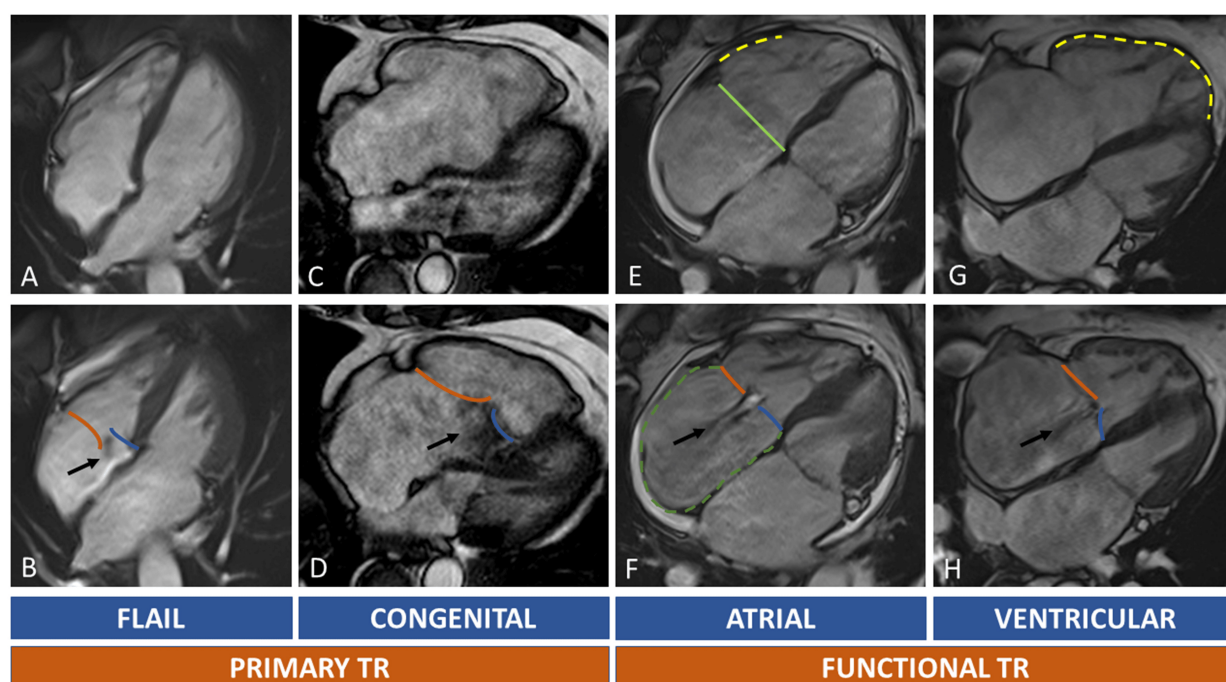 A C E G
B D F H
FLAIL CONGENITAL ATRIAL VENTRICULAR
PRIMARY TR FUNCTIONAL TR